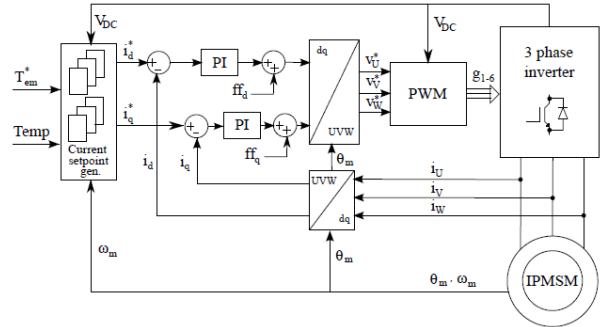 V_DC
V_DC
3 phase
inverter
T*_em
Temp
Current
setpoint
gen.
i*_d
i*_q
PI
PI
ff_d
ff_q
dq
UVW
v*_U
v*_V
v*_W
PWM
g_1-6
i_d
i_q
θ_m
UVW
dq
i_U
i_V
i_W
ω_m
θ_m
θ_m . ω_m
IPMSM